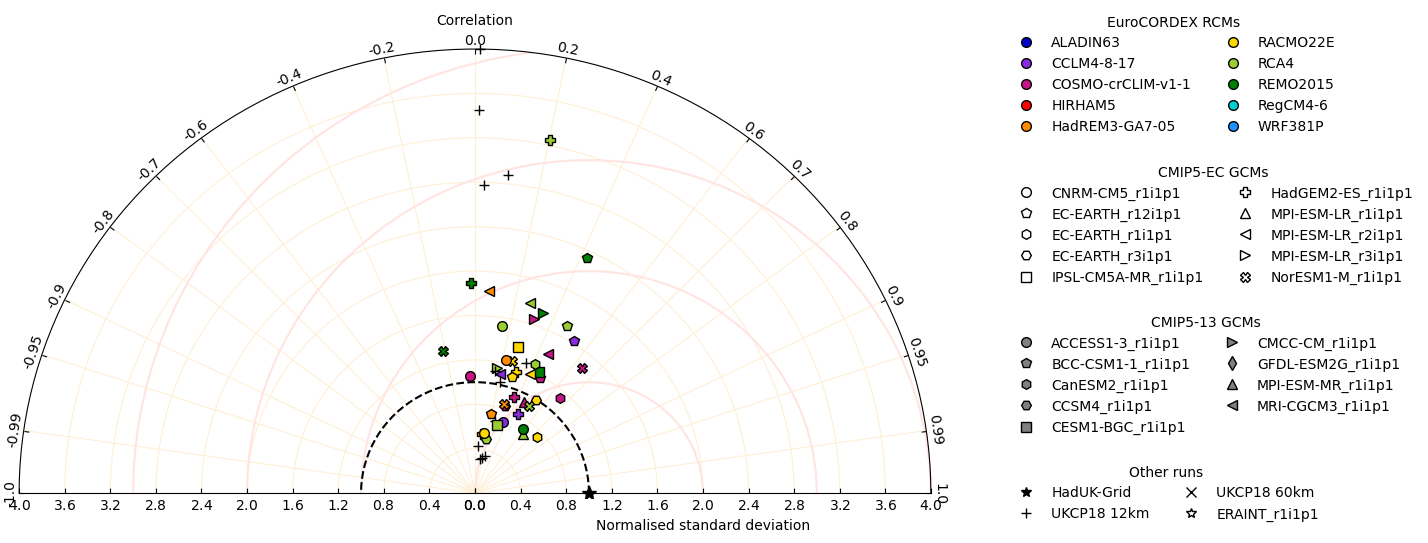 Correlation
0.0
-0.2
0.2
-0.4
0.4
-0.6
0.6
-0.7
0.7
-0.8
0.8
-0.9
0.9
-0.95
0.95
-0.99
0.99
-1.0
1.0
4.0 3.6 3.2 2.8 2.4 2.0 1.6 1.2 0.8 0.4 0.0 0.4 0.8 1.2 1.6 2.0 2.4 2.8 3.2 3.6 4.0
Normalised standard deviation
EuroCORDEX RCMs
ALADIN63 RACMO22E
CCLM4-8-17 RCA4
COSMO-crCLIM-v1-1 REMO2015
HIRHAM5 RegCM4-6
HadREM3-GA7-05 WRF381P
CMIP5-EC GCMs
CNRM-CM5_r1i1p1 HadGEM2-ES_r1i1p1
EC-EARTH_r12i1p1 MPI-ESM-LR_r1i1p1
EC-EARTH_r1i1p1 MPI-ESM-LR_r2i1p1
EC-EARTH_r3i1p1 MPI-ESM-LR_r3i1p1
IPSL-CM5A-MR_r1i1p1 NorESM1-M_r1i1p1
CMIP5-13 GCMs
ACCESS1-3_r1i1p1 CMCC-CM_r1i1p1
BCC-CSM1-1_r1i1p1 GFDL-ESM2G_r1i1p1
CanESM2_r1i1p1 MPI-ESM-MR_r1i1p1
CCSM4_r1i1p1 MRI-CGCM3_r1i1p1
CESM1-BGC_r1i1p1
Other runs
HadUK-Grid UKCP18 60km
UKCP18 12km ERAINT_r1i1p1